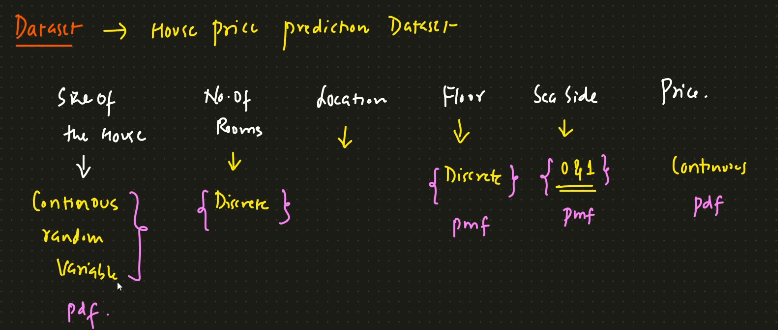 Dataset → House price prediction Dataset
Size of the House
No. of Rooms
Location
Floor
Sea Side
Price.
Continous random Variable
{ Discrete }
{ Discrete }
{ 0 & 1 }
Continuous
pdf.
pmf
pmf
pdf